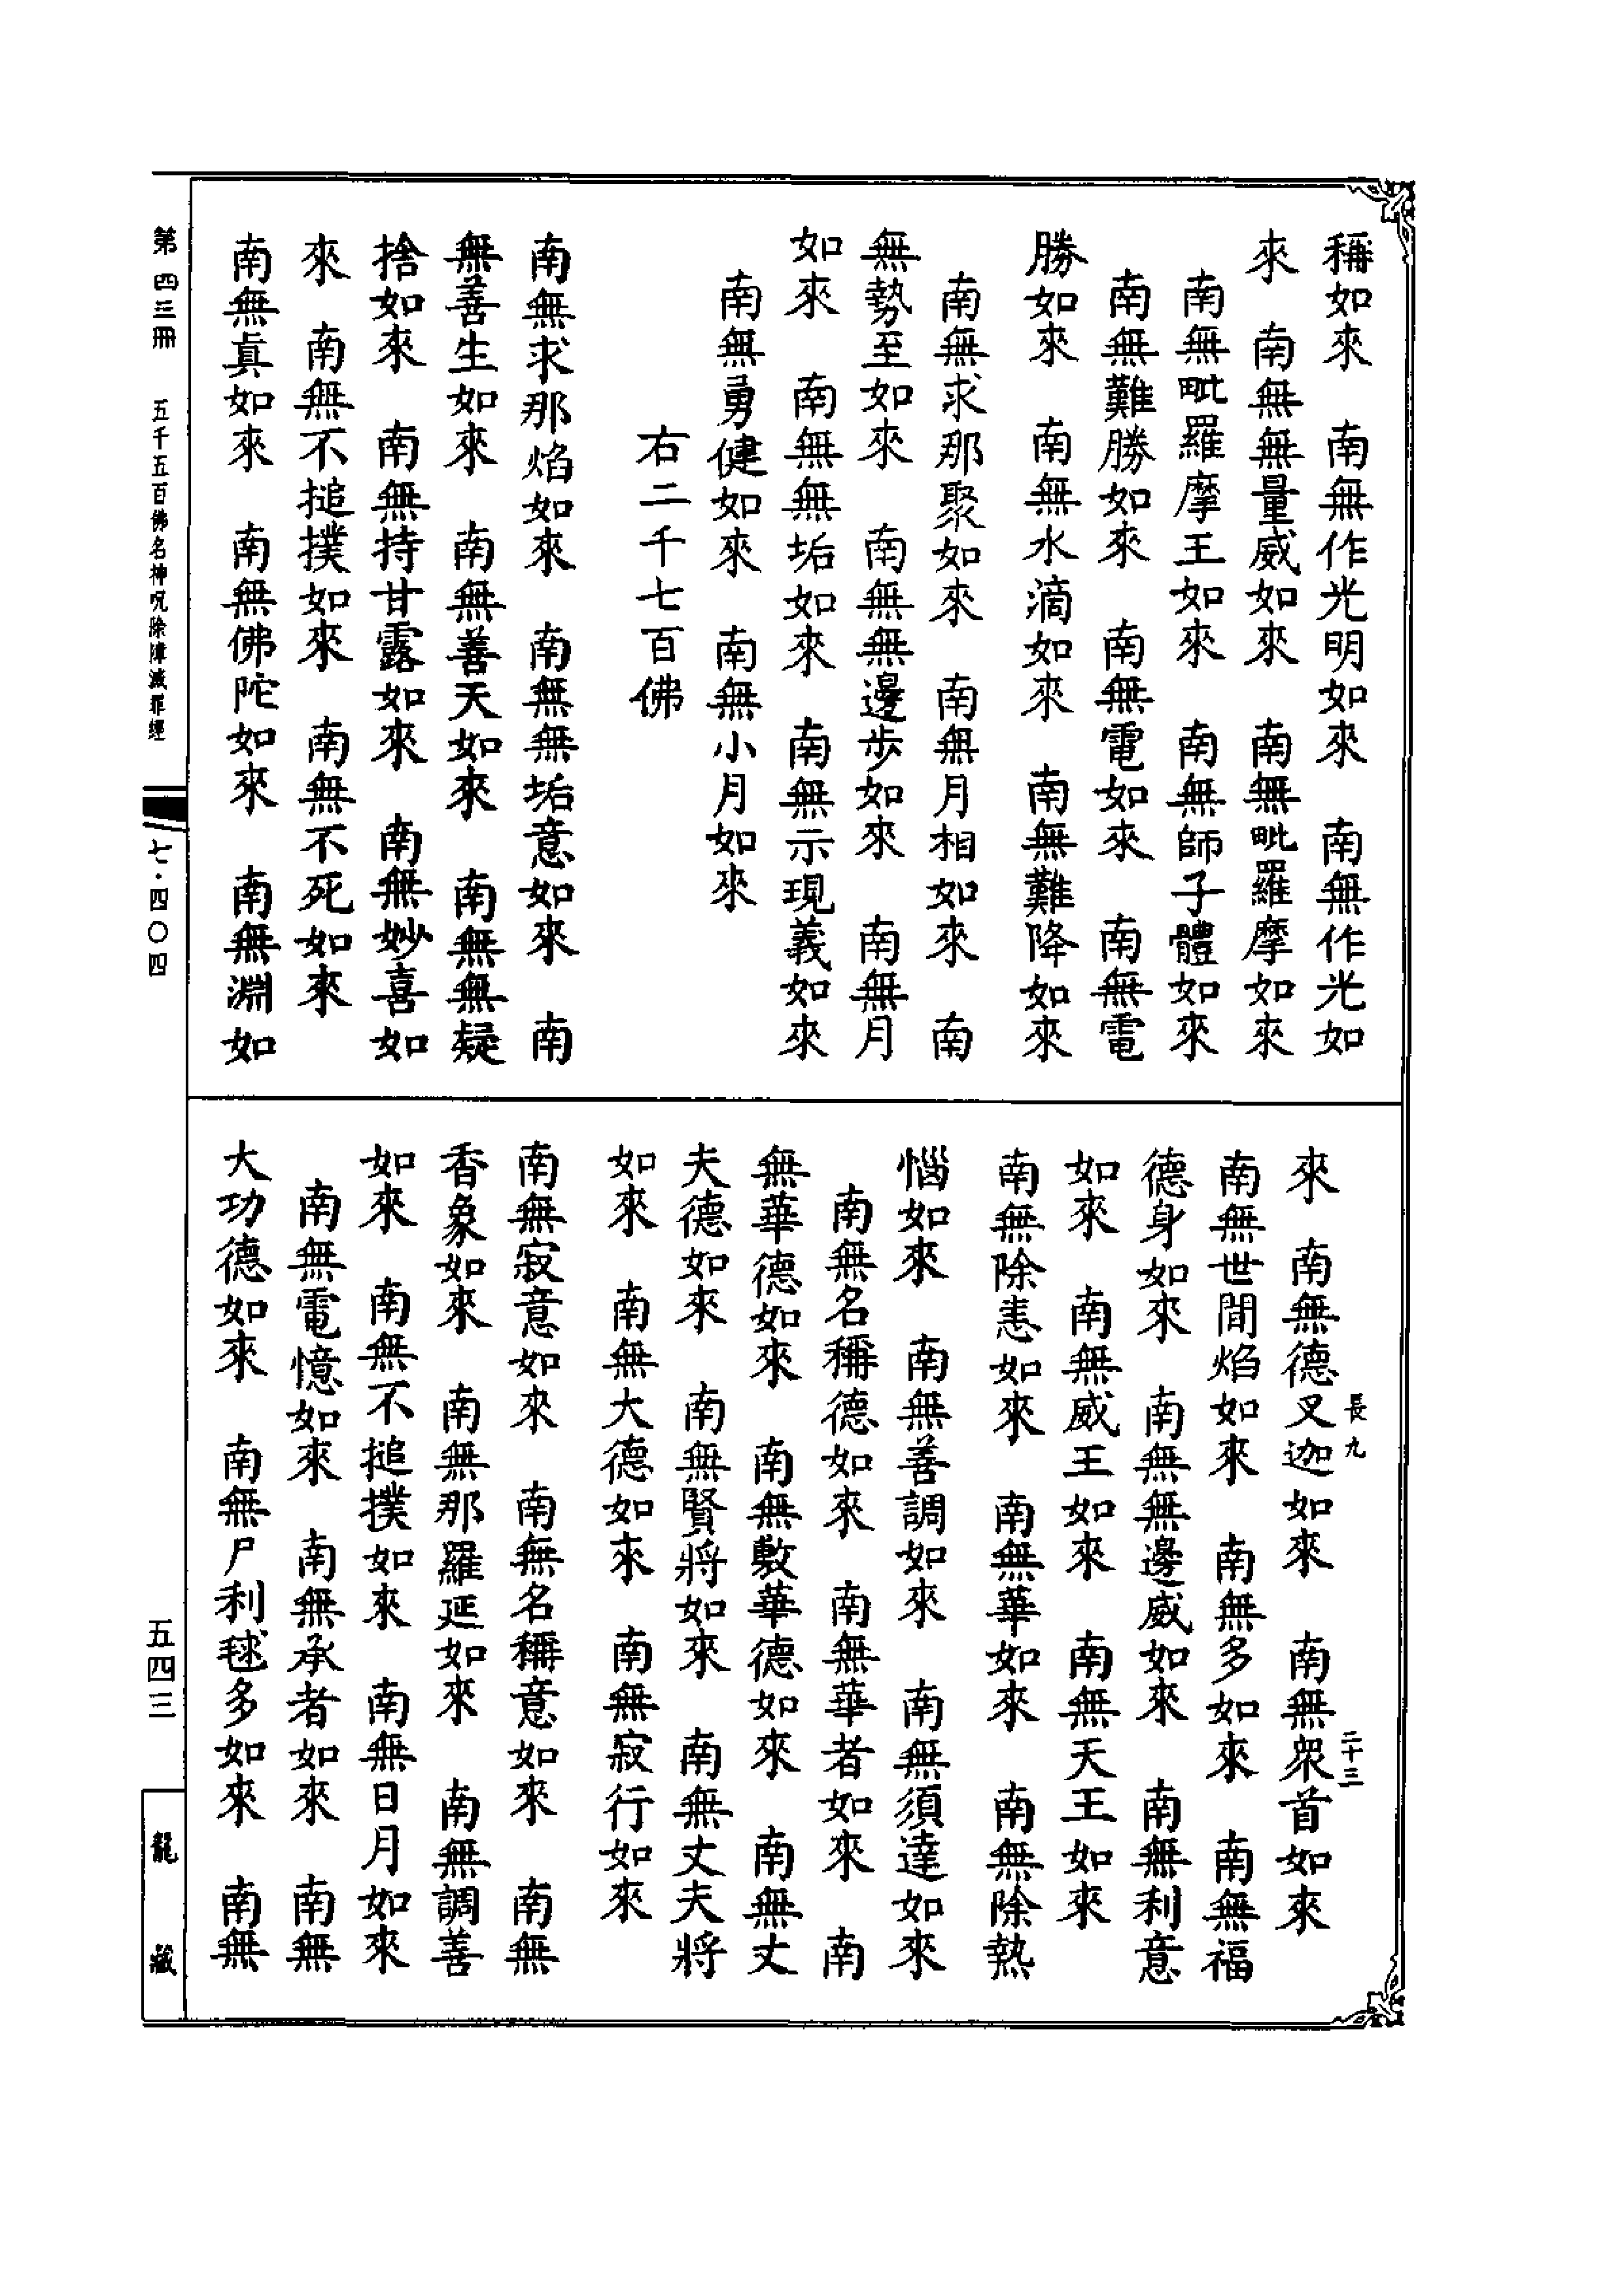 稱如來　南無作光明如來　南無作光如
來　南無無量威如來　南無毗羅摩如來
南無毗羅摩王如來　南無師子體如來
南無難勝如來　南無電如來　南無電
勝如來　南無水滴如來　南無難降如來
南無求那聚如來　南無月相如來　南
無勢至如來　南無無邊步如來　南無月
如來　南無無垢如來　南無示現義如來
南無勇健如來　南無小月如來
右二千七百佛
南無求那焰如來　南無無垢意如來　南
無善生如來　南無善天如來　南無無疑
捨如來　南無持甘露如來　南無妙喜如
來　南無不搥撲如來　南無不死如來
南無眞如來　南無佛陀如來　南無淵如
長九
二十三
來　南無德叉迦如來　南無衆首如來
南無世間焰如來　南無多如來　南無福
德身如來　南無無邊威如來　南無利意
如來　南無威王如來　南無天王如來
南無除恚如來　南無華如來　南無除熱
惱如來　南無善調如來　南無須達如來
南無名稱德如來　南無華者如來　南
無華德如來　南無敷華德如來　南無丈
夫德如來　南無賢將如來　南無丈夫將
如來　南無大德如來　南無寂行如來
南無寂意如來　南無名稱意如來　南無
香象如來　南無那羅延如來　南無調善
如來　南無不搥撲如來　南無日月如來
南無電憶如來　南無承者如來　南無
大功德如來　南無尸利毬多如來　南無
第四三冊　五千五百佛名神呪除障滅罪經
七·四〇四
五四三
龍藏